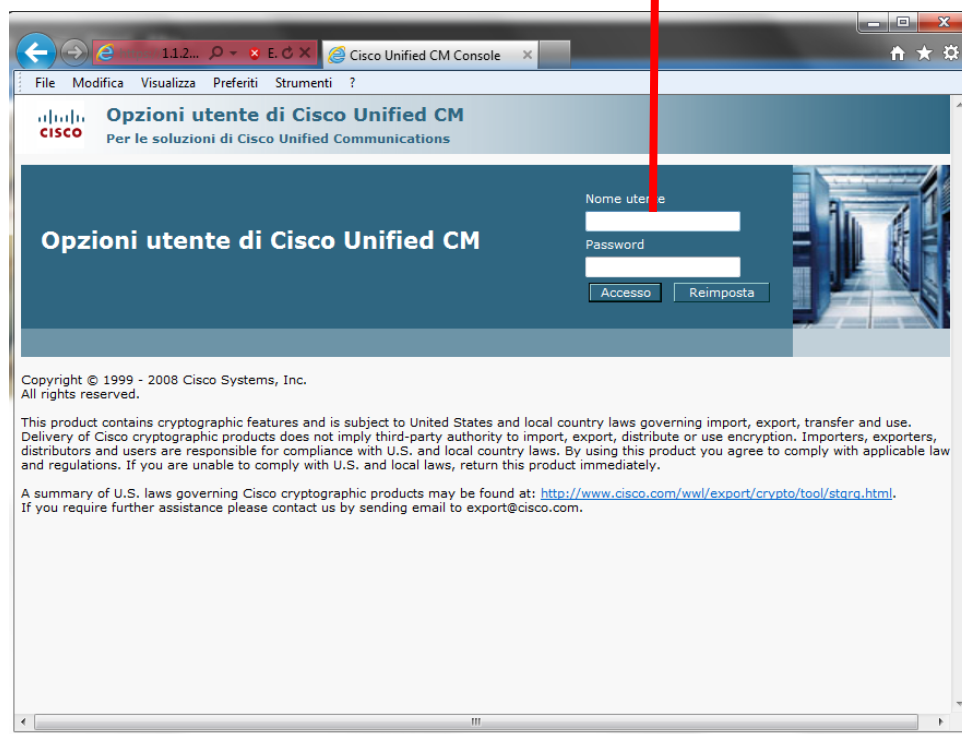 1.1.2... E.
Cisco Unified CM Console
File Modifica Visualizza Preferiti Strumenti ?
CISCO
Opzioni utente di Cisco Unified CM
Per le soluzioni di Cisco Unified Communications
Opzioni utente di Cisco Unified CM
Nome utente
Password
Accesso Reimposta
Copyright © 1999 - 2008 Cisco Systems, Inc.
All rights reserved.
This product contains cryptographic features and is subject to United States and local country laws governing import, export, transfer and use.
Delivery of Cisco cryptographic products does not imply third-party authority to import, export, distribute or use encryption. Importers, exporters,
distributors and users are responsible for compliance with U.S. and local country laws. By using this product you agree to comply with applicable law
and regulations. If you are unable to comply with U.S. and local laws, return this product immediately.
A summary of U.S. laws governing Cisco cryptographic products may be found at: http://www.cisco.com/wwl/export/crypto/tool/stqrg.html.
If you require further assistance please contact us by sending email to export@cisco.com.